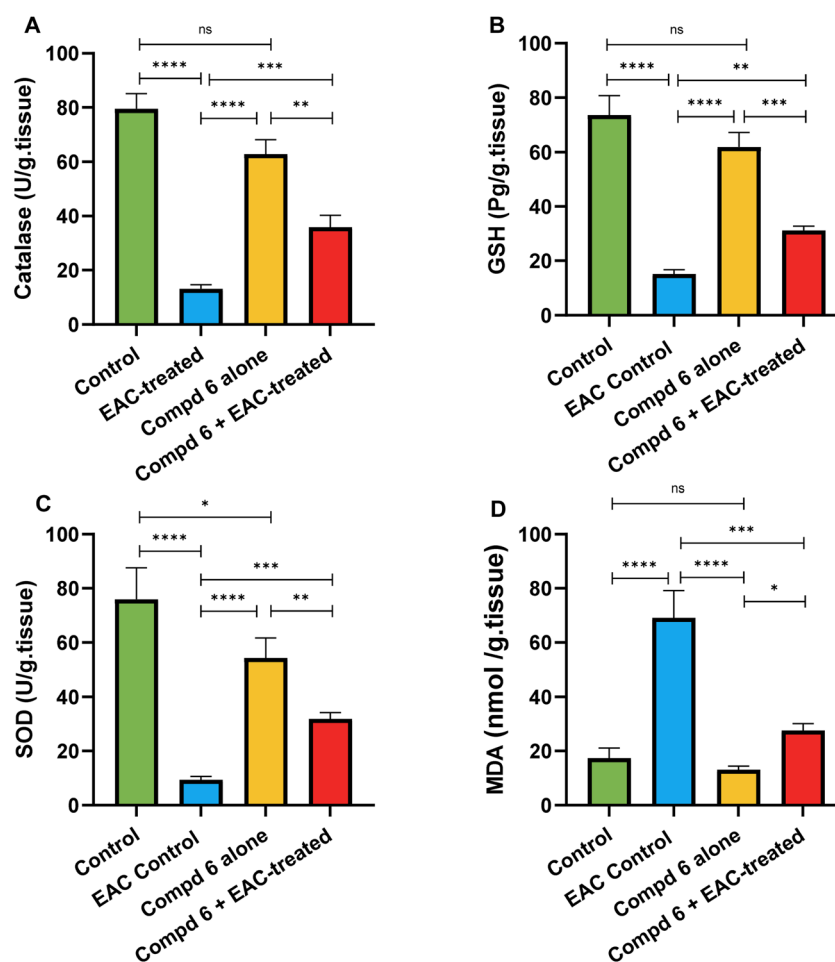 A
ns
****
***
****
**
Catalase (U/g.tissue)
100
80
60
40
20
0
Control
EAC-treated
Compd 6 alone
Compd 6 + EAC-treated
B
ns
****
**
****
***
GSH (Pg/g.tissue)
100
80
60
40
20
0
Control
EAC Control
Compd 6 alone
Compd 6 + EAC-treated
C
*
****
***
****
**
SOD (U/g.tissue)
100
80
60
40
20
0
Control
EAC Control
Compd 6 alone
Compd 6 + EAC-treated
D
ns
***
****
****
*
MDA (nmol /g.tissue)
100
80
60
40
20
0
Control
EAC Control
Compd 6 alone
Compd 6 + EAC-treated